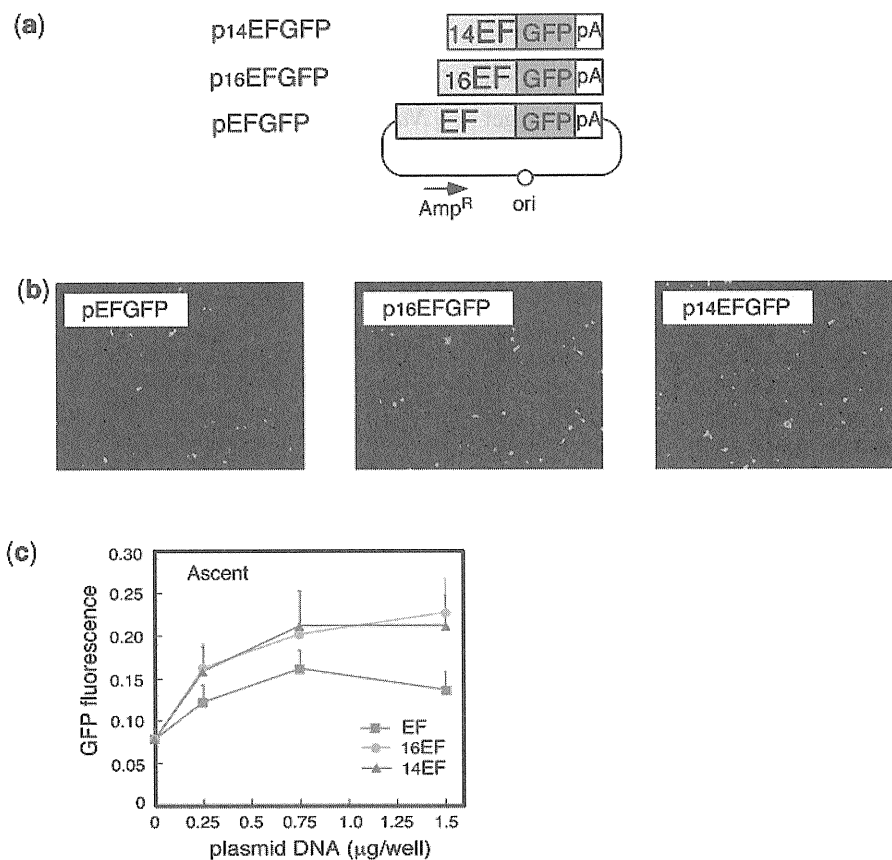 (a)
p14EFGFP 14EF GFP pA
p16EFGFP 16EF GFP pA
pEFGFP EF GFP pA
AmpR ori
(b)
pEFGFP p16EFGFP p14EFGFP
(c)
Ascent
GFP fluorescence
0.30
0.25
0.20
0.15
0.10
0.05
0
EF
16EF
14EF
0 0.25 0.75 1.25 1.0 1.5
plasmid DNA (μg/well)